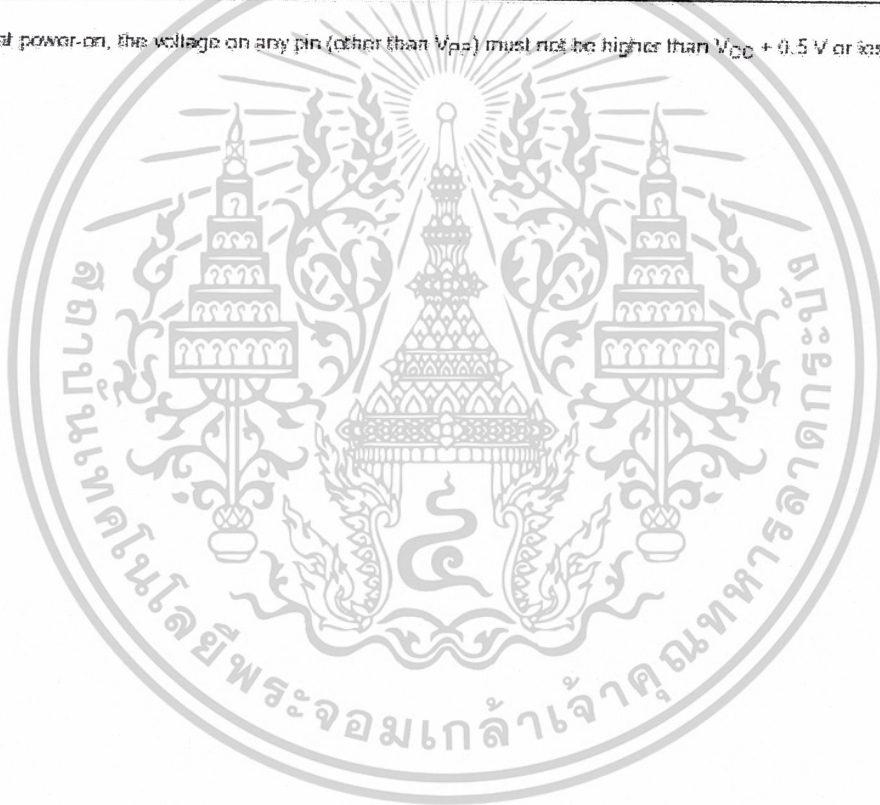 at power-on, the voltage on any pin (other than VPP) must not be higher than VCC + 0.5 V or les
สถาบันเทคโนโลยีพระจอมเกล้าเจ้าคุณทหารลาดกระบัง